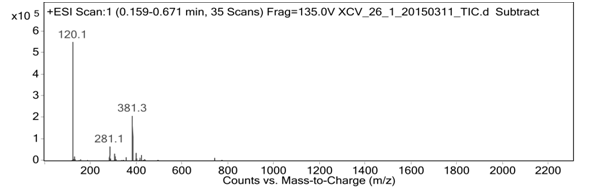 +ESI Scan:1 (0.159-0.671 min, 35 Scans) Frag=135.0V XCV_26_1_20150311_TIC.d Subtract
x10 5
6
120.1
5
4
3
381.3
2
281.1
1
0
200 400 600 800 1000 1200 1400 1600 1800 2000 2200
Counts vs. Mass-to-Charge (m/z)